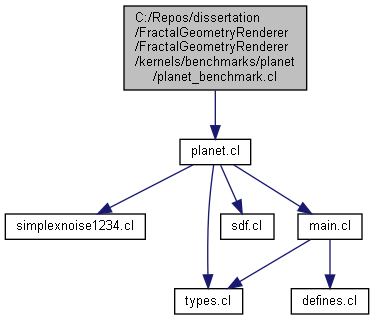 C:/Repos/dissertation
/FractalGeometryRenderer
/FractalGeometryRenderer
/kernels/benchmarks/planet
/planet_benchmark.cl
planet.cl
simplexnoise1234.cl
sdf.cl
main.cl
types.cl
defines.cl